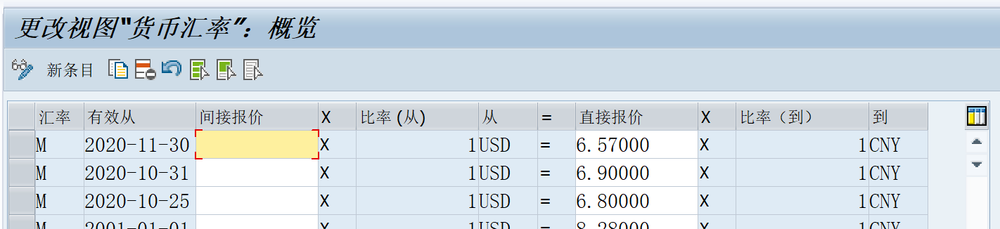 更改视图"货币汇率": 概览
新条目
汇率 有效从 间接报价 X 比率 (从) 从 = 直接报价 X 比率（到） 到
M 2020-11-30 X 1 USD = 6.57000 X 1 CNY
M 2020-10-31 X 1 USD = 6.90000 X 1 CNY
M 2020-10-25 X 1 USD = 6.80000 X 1 CNY
M 2001-01-01 X 1 USD = 8.28000 X 1 CNY